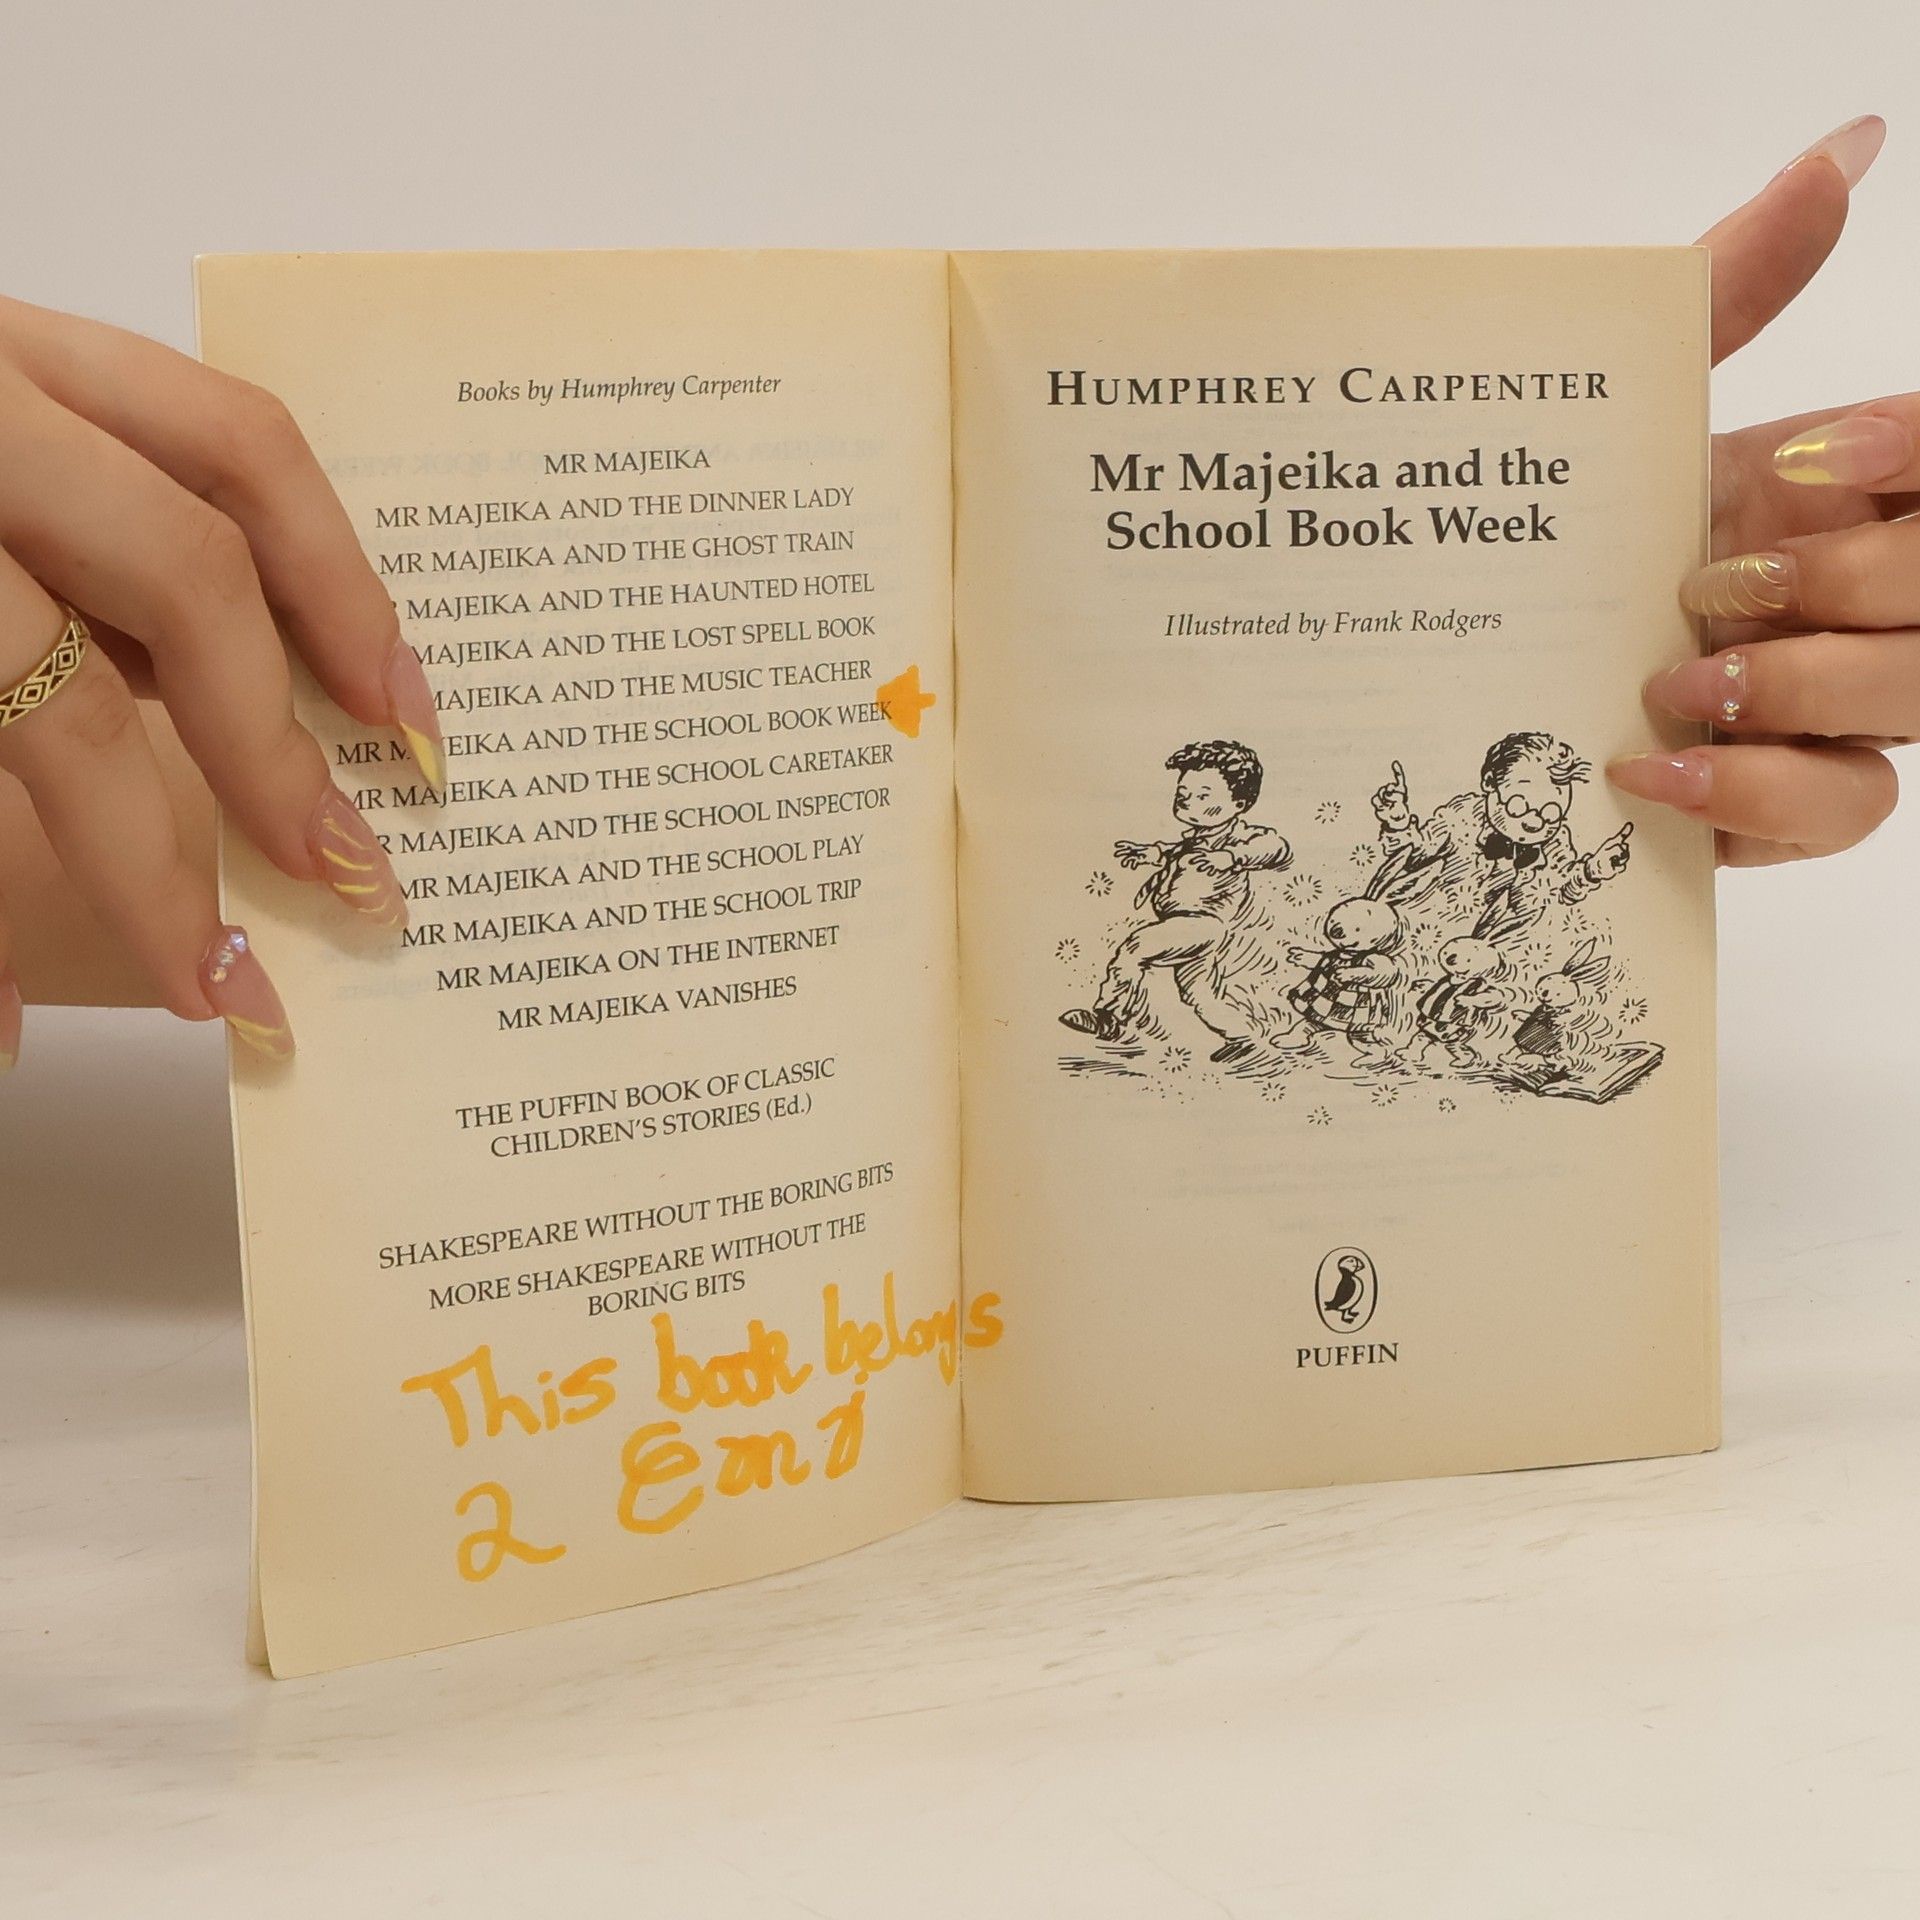 Books by Humphrey Carpenter
MR MAJEIKA
MR MAJEIKA AND THE DINNER LADY
MR MAJEIKA AND THE GHOST TRAIN
MAJEIKA AND THE HAUNTED HOTEL
MAJEIKA AND THE LOST SPELL BOOK
MAJEIKA AND THE MUSIC TEACHER
MR MAJEIKA AND THE SCHOOL BOOK WEEK
MR MAJEIKA AND THE SCHOOL CARETAKER
MR MAJEIKA AND THE SCHOOL INSPECTOR
MR MAJEIKA AND THE SCHOOL PLAY
MR MAJEIKA AND THE SCHOOL TRIP
MR MAJEIKA ON THE INTERNET
MR MAJEIKA VANISHES
THE PUFFIN BOOK OF CLASSIC
CHILDREN'S STORIES (Ed.)
SHAKESPEARE WITHOUT THE BORING BITS
MORE SHAKESPEARE WITHOUT THE
BORING BITS
This book belongs
2
HUMPHREY CARPENTER
Mr Majeika and the
School Book Week
Illustrated by Frank Rodgers
PUFFIN